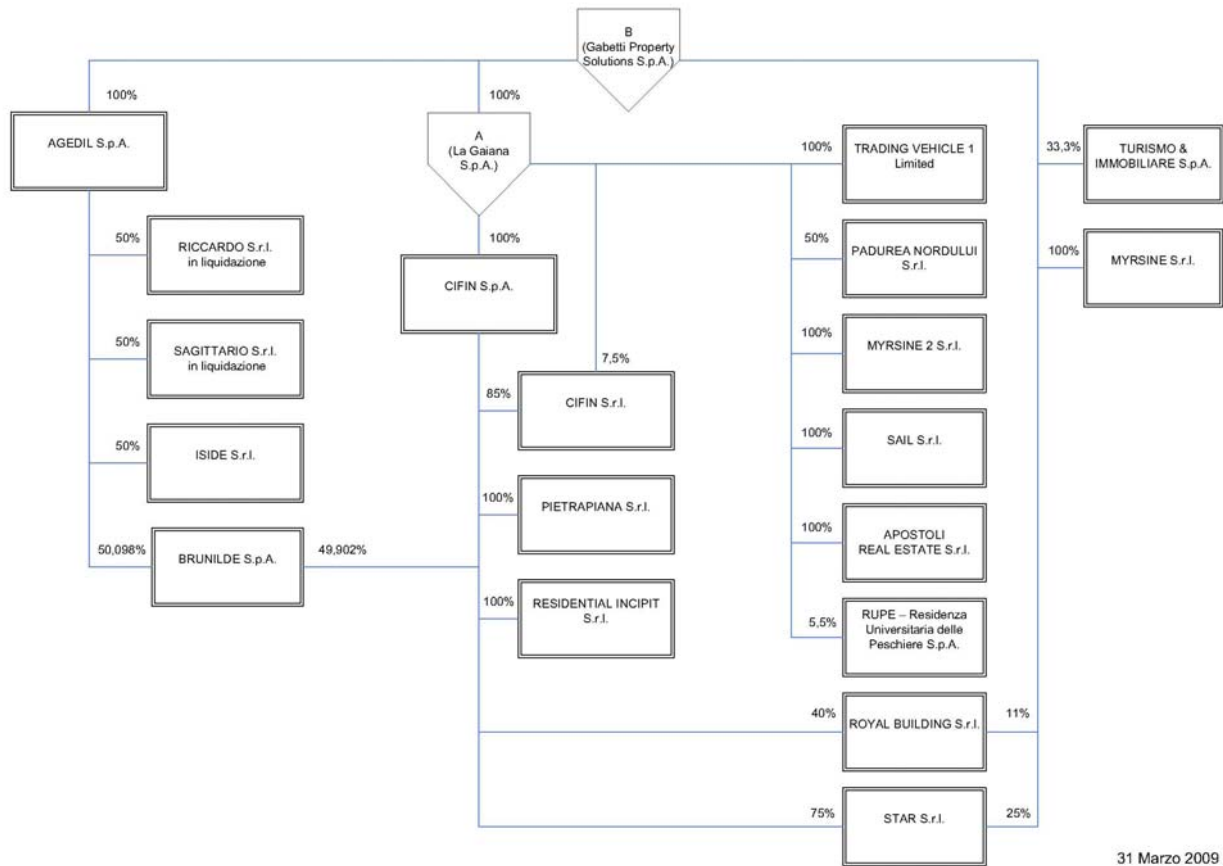 B
(Gabetti Property
Solutions S.p.A.)
100%
100%
AGEDIL S.p.A.
A
(La Gaiana
S.p.A.)
100%
TRADING VEHICLE 1
Limited
33,3%
TURISMO &
IMMOBILIARE S.p.A.
50%
RICCARDO S.r.l.
in liquidazione
100%
CIFIN S.p.A.
50%
PADUREA NORDULUI
S.r.l.
100%
MYRSINE S.r.l.
50%
SAGITTARIO S.r.l.
in liquidazione
7,5%
100%
MYRSINE 2 S.r.l.
85%
CIFIN S.r.l.
50%
ISIDE S.r.l.
100%
SAIL S.r.l.
100%
PIETRAPIANA S.r.l.
100%
APOSTOLI
REAL ESTATE S.r.l.
50,098%
BRUNILDE S.p.A.
49,902%
100%
RESIDENTIAL INCIPIT
S.r.l.
5,5%
RUPE – Residenza
Universitaria delle
Peschiere S.p.A.
40%
ROYAL BUILDING S.r.l.
11%
75%
STAR S.r.l.
25%
31 Marzo 2009